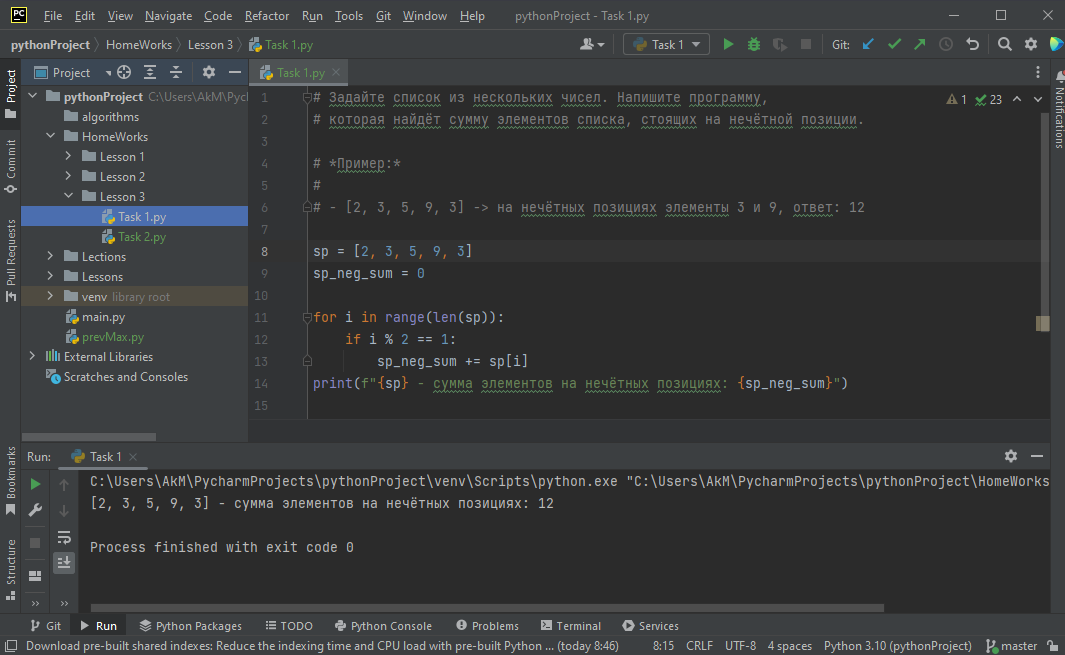 PC File Edit View Navigate Code Refactor Run Tools Git Window Help pythonProject - Task 1.py
pythonProject HomeWorks Lesson 3 Task 1.py Task 1 Git:
Project
Commit
Pull Requests
Bookmarks
Structure
Project
pythonProject C:\Users\AkM\Pycl
algorithms
HomeWorks
Lesson 1
Lesson 2
Lesson 3
Task 1.py
Task 2.py
Lections
Lessons
venv library root
main.py
prevMax.py
External Libraries
Scratches and Consoles
Task 1.py
1 # Задайте список из нескольких чисел. Напишите программу,
2 # которая найдёт сумму элементов списка, стоящих на нечётной позиции.
3
4 # *Пример:*
5 #
6 # - [2, 3, 5, 9, 3] -> на нечётных позициях элементы 3 и 9, ответ: 12
7
8 sp = [2, 3, 5, 9, 3]
9 sp_neg_sum = 0
10
11 for i in range(len(sp)):
12 if i % 2 == 1:
13 sp_neg_sum += sp[i]
14 print(f"{sp} - сумма элементов на нечётных позициях: {sp_neg_sum}")
15
1 23
Notifications
Run: Task 1
C:\Users\AkM\PycharmProjects\pythonProject\venv\Scripts\python.exe "C:\Users\AkM\PycharmProjects\pythonProject\HomeWorks
[2, 3, 5, 9, 3] - сумма элементов на нечётных позициях: 12
Process finished with exit code 0
Git Run Python Packages TODO Python Console Problems Terminal Services
Download pre-built shared indexes: Reduce the indexing time and CPU load with pre-built Python ... (today 8:46) 8:15 CRLF UTF-8 4 spaces Python 3.10 (pythonProject) master